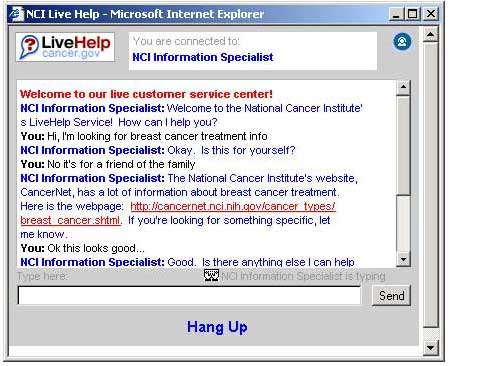 NCI Live Help - Microsoft Internet Explorer
LiveHelp
cancer.gov™
You are connected to:
NCI Information Specialist
Welcome to our live customer service center!
NCI Information Specialist: Welcome to the National Cancer Institute'
s LiveHelp Service! How can I help you?
You: Hi, I'm looking for breast cancer treatment info
NCI Information Specialist: Okay. Is this for yourself?
You: No it's for a friend of the family
NCI Information Specialist: The National Cancer Institute's website,
CancerNet, has a lot of information about breast cancer treatment.
Here is the webpage: http://cancernet.nci.nih.gov/cancer_types/
breast_cancer.shtml. If you're looking for something specific, let
me know.
You: Ok this looks good...
NCI Information Specialist: Good. Is there anything else I can help
Type here:
NCI Information Specialist is typing
Send
Hang Up